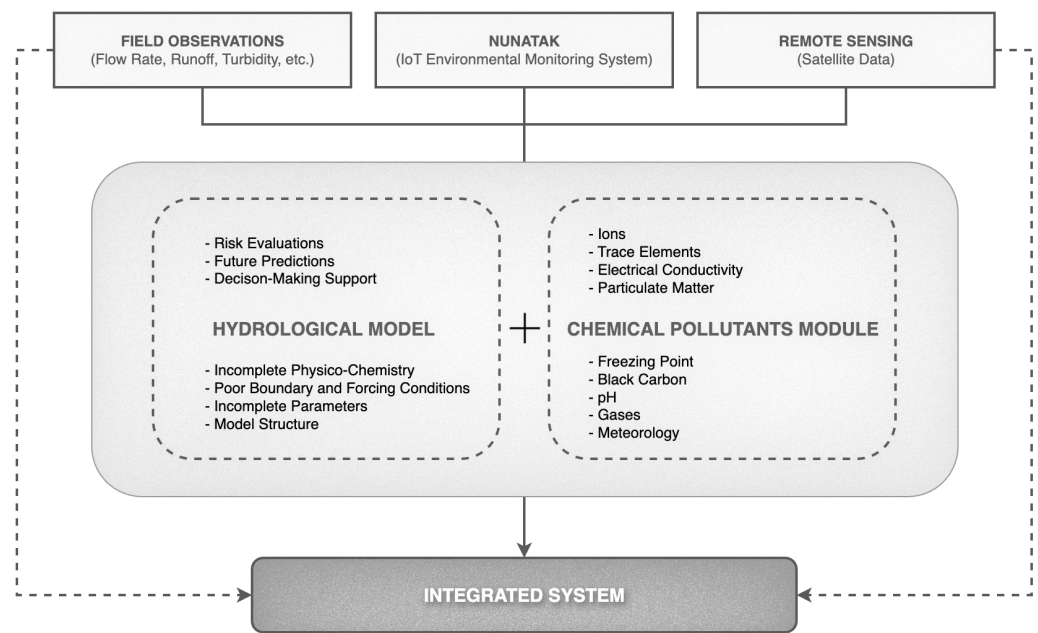 FIELD OBSERVATIONS
(Flow Rate, Runoff, Turbidity, etc.)
NUNATAK
(IoT Environmental Monitoring System)
REMOTE SENSING
(Satellite Data)
- Risk Evaluations
- Future Predictions
- Decison-Making Support
HYDROLOGICAL MODEL
- Incomplete Physico-Chemistry
- Poor Boundary and Forcing Conditions
- Incomplete Parameters
- Model Structure
+
- Ions
- Trace Elements
- Electrical Conductivity
- Particulate Matter
CHEMICAL POLLUTANTS MODULE
- Freezing Point
- Black Carbon
- pH
- Gases
- Meteorology
INTEGRATED SYSTEM